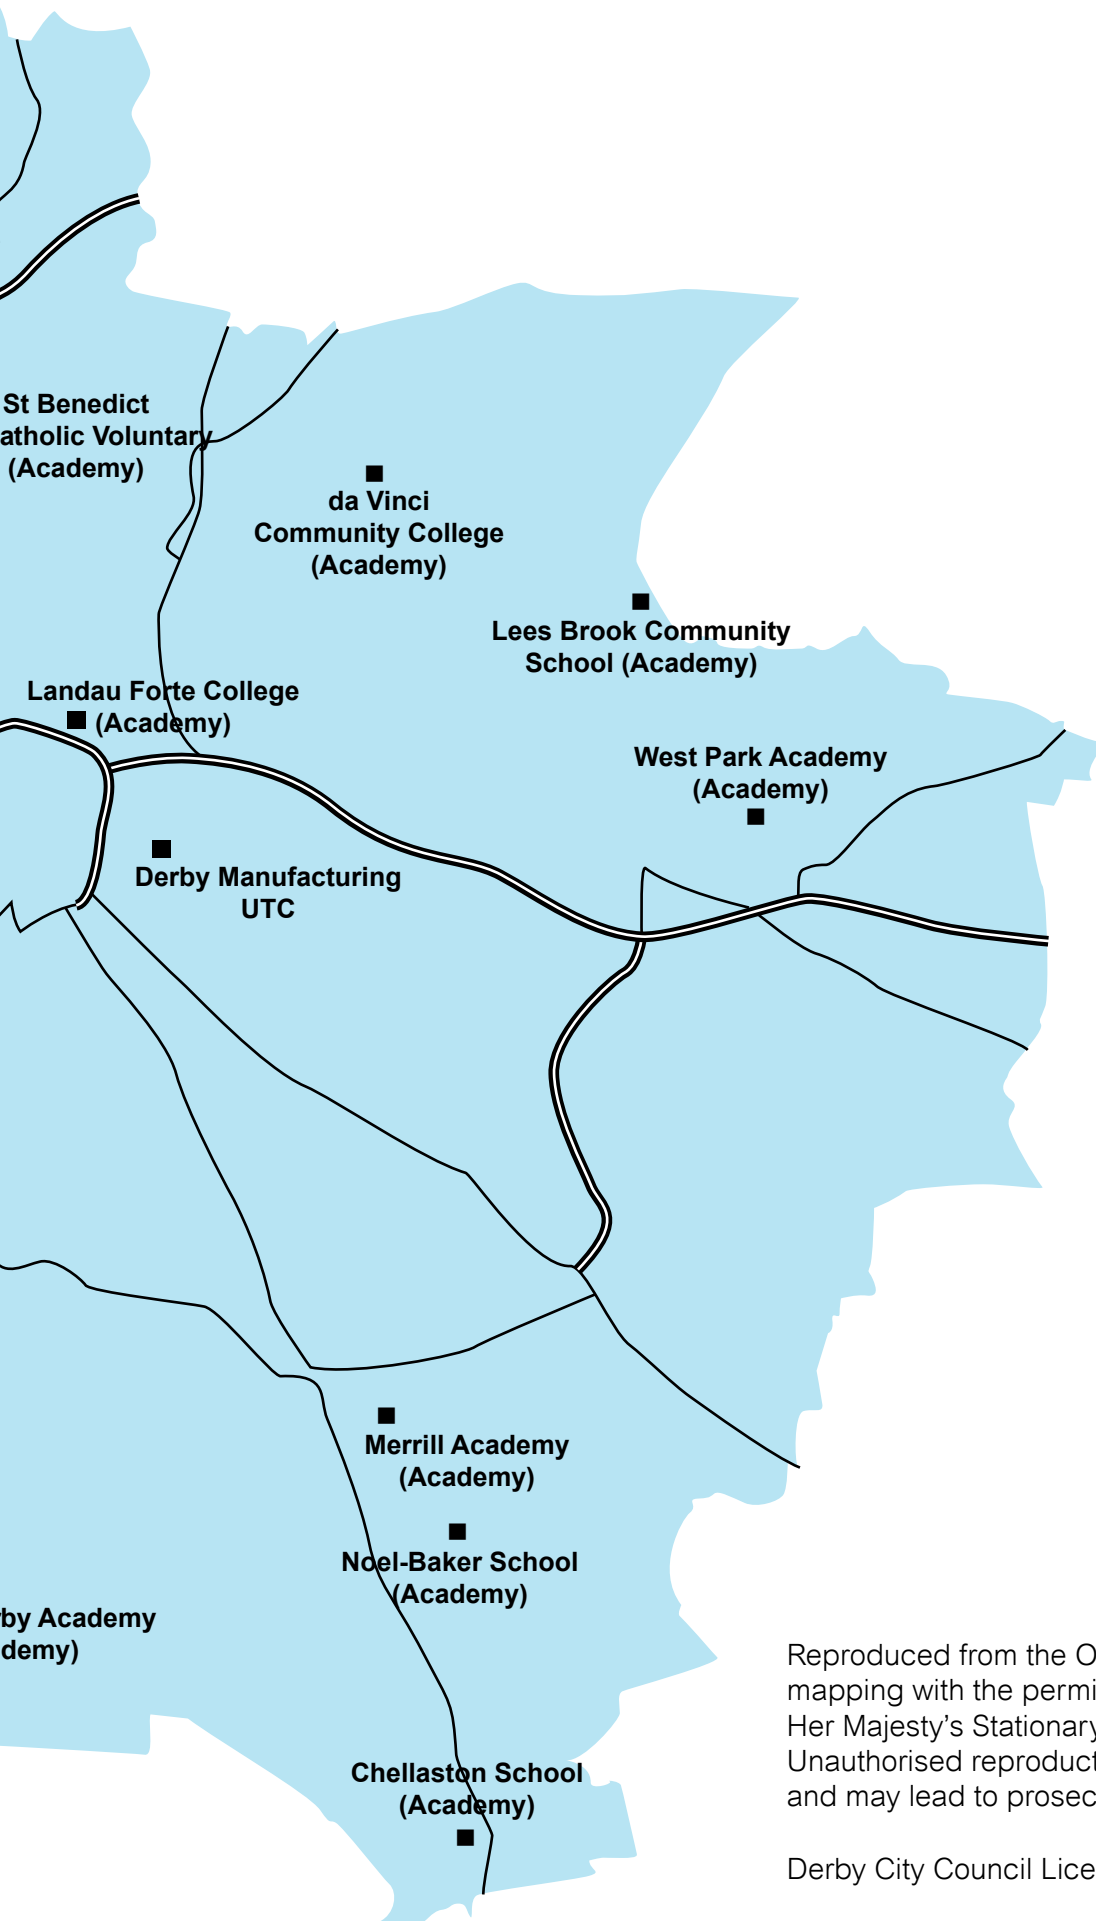 St Benedict
atholic Voluntary
(Academy)
da Vinci
Community College
(Academy)
Lees Brook Community
School (Academy)
Landau Forte College
(Academy)
West Park Academy
(Academy)
Derby Manufacturing
UTC
Merrill Academy
(Academy)
Noel-Baker School
(Academy)
rby Academy
demy)
Chellaston School
(Academy)
Reproduced from the O
mapping with the permi
Her Majesty’s Stationary
Unauthorised reproduct
and may lead to prosec
Derby City Council Lice